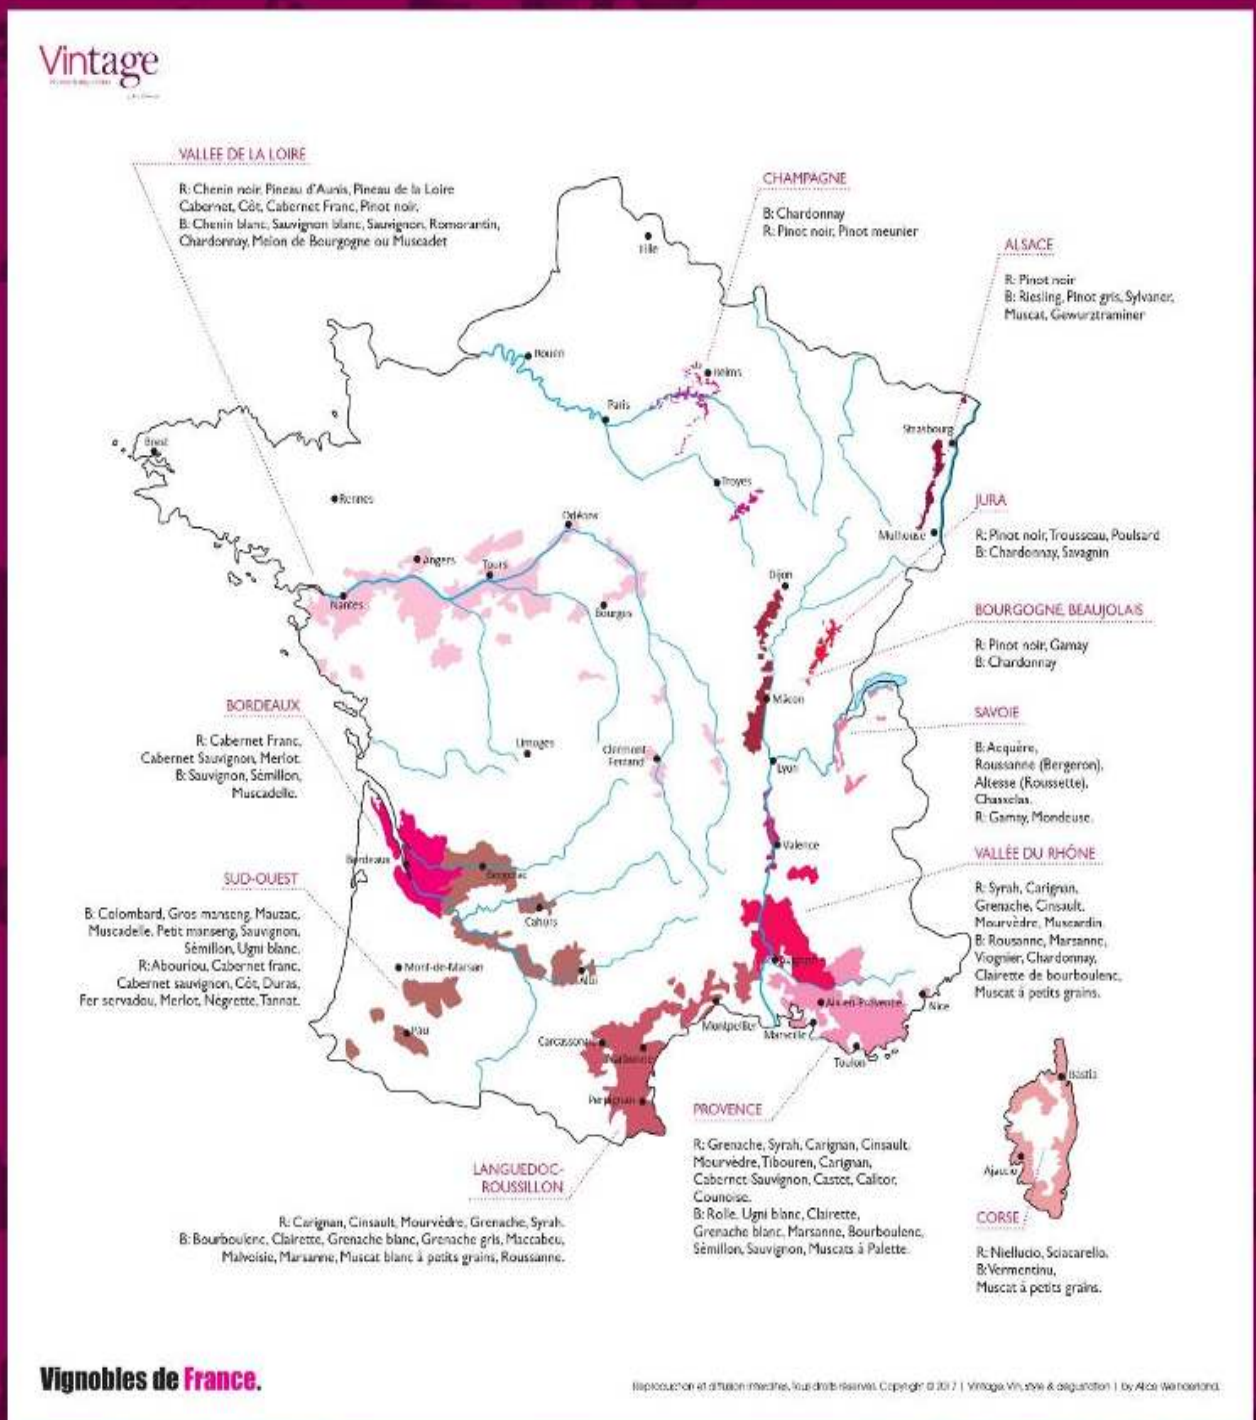 Vintage
VALLEE DE LA LOIRE
R: Chenin noir, Pineau d'Aunis, Pineau de la Loire
Cabernet, Côt, Cabernet Franc, Pinot noir,
B: Chenin blanc, Sauvignon blanc, Sauvignon, Romorantin,
Chardonnay, Melon de Bourgogne ou Muscadet
CHAMPAGNE
B: Chardonnay
R: Pinot noir, Pinot meunier
ALSACE
R: Pinot noir
B: Riesling, Pinot gris, Sylvaner,
Muscat, Gewurztraminer
Lille
Rouen
Reims
Paris
Strasbourg
Brest
Troyes
Rennes
JURA
R: Pinot noir, Trousseau, Poulsard
B: Chardonnay, Savagnin
Orléans
Mulhouse
Angers
Tours
Dijon
Nantes
Bourges
BOURGOGNE, BEAUJOLAIS
R: Pinot noir, Gamay
B: Chardonnay
Mâcon
BORDEAUX
R: Cabernet Franc,
Cabernet Sauvignon, Merlot.
B: Sauvignon, Sémillon,
Muscadelle.
SAVOIE
B: Acquère,
Roussanne (Bergeron),
Altesse (Roussette),
Chasselas.
R: Gamay, Mondeuse.
Limoges
Clermont
Ferrand
Lyon
Valence
VALLÉE DU RHÔNE
R: Syrah, Carignan,
Grenache, Cinsault,
Mourvèdre, Muscardin.
B: Rousanne, Marsanne,
Viognier, Chardonnay,
Clairette de bourboulenc,
Muscat à petits grains.
Bordeaux
Bergerac
SUD-OUEST
B: Colombard, Gros manseng, Mauzac,
Muscadelle, Petit manseng, Sauvignon,
Sémillon, Ugni blanc.
R: Abouriou, Cabernet franc,
Cabernet sauvignon, Côt, Duras,
Fer servadou, Merlot, Négrette, Tannat.
Cahors
Mont-de-Marsan
Albi
Pau
Aix-en-Provence
Nice
Montpellier
Marseille
Toulon
Carcassonne
Narbonne
Perpignan
Bastia
Ajaccio
PROVENCE
R: Grenache, Syrah, Carignan, Cinsault,
Mourvèdre, Tibouren, Carignan,
Cabernet-Sauvignon, Castet, Calitor,
Counoise.
B: Rolle, Ugni blanc, Clairette,
Grenache blanc, Marsanne, Bourboulenc,
Sémillon, Sauvignon, Muscats à Palette.
LANGUEDOC-
ROUSSILLON
R: Carignan, Cinsault, Mourvèdre, Grenache, Syrah.
B: Bourboulenc, Clairette, Grenache blanc, Grenache gris, Maccabeu,
Malvoisie, Marsanne, Muscat blanc à petits grains, Roussanne.
CORSE
R: Niellucio, Sciacarello,
B: Vermentinu,
Muscat à petits grains.
Vignobles de France.
Reproduction et diffusion interdites, tous droits réservés. Copyright © 2017 | Vintage. Vin, style & dégustation | by Alice Wonderland.